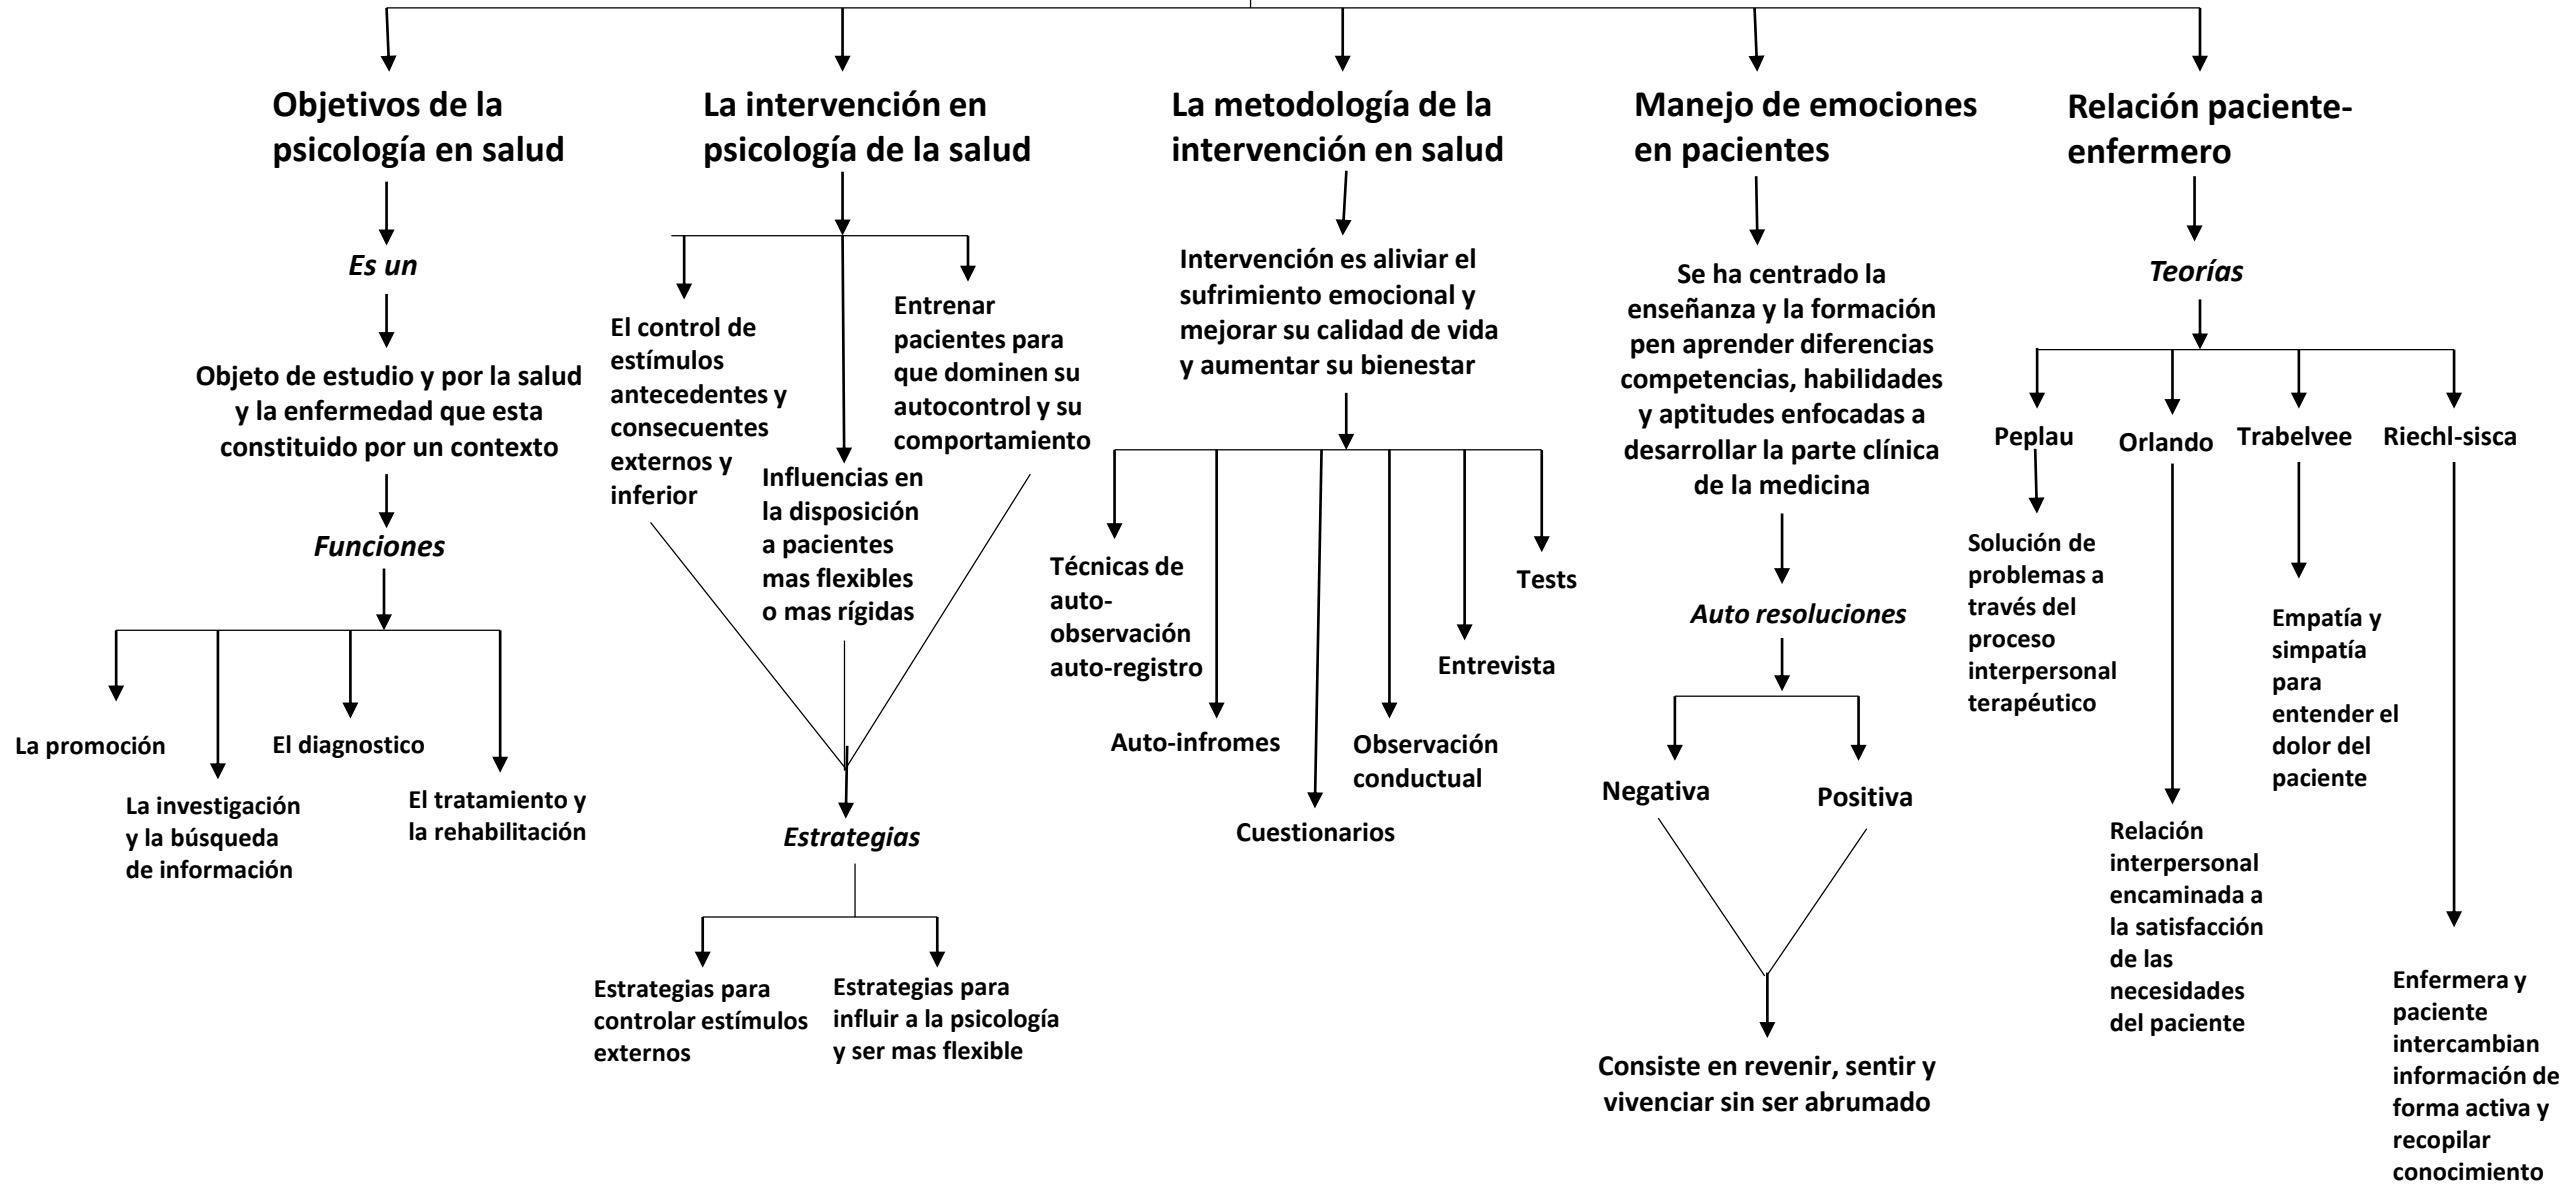 Objetivos de la
psicología en salud
Es un
Objeto de estudio y por la salud
y la enfermedad que esta
constituido por un contexto
Funciones
La promoción
La investigación
y la búsqueda
de información
El diagnostico
El tratamiento y
la rehabilitación
La intervención en
psicología de la salud
El control de
estímulos
antecedentes y
consecuentes
externos y
inferior
Influencias en
la disposición
a pacientes
mas flexibles
o mas rígidas
Entrenar
pacientes para
que dominen su
autocontrol y su
comportamiento
Estrategias
Estrategias para
controlar estímulos
externos
Estrategias para
influir a la psicología
y ser mas flexible
La metodología de la
intervención en salud
Intervención es aliviar el
sufrimiento emocional y
mejorar su calidad de vida
y aumentar su bienestar
Técnicas de
auto-
observación
auto-registro
Auto-infromes
Cuestionarios
Observación
conductual
Entrevista
Tests
Manejo de emociones
en pacientes
Se ha centrado la
enseñanza y la formación
pen aprender diferencias
competencias, habilidades
y aptitudes enfocadas a
desarrollar la parte clínica
de la medicina
Auto resoluciones
Negativa
Positiva
Consiste en revenir, sentir y
vivenciar sin ser abrumado
Relación paciente-
enfermero
Teorías
Peplau
Solución de
problemas a
través del
proceso
interpersonal
terapéutico
Orlando
Relación
interpersonal
encaminada a
la satisfacción
de las
necesidades
del paciente
Trabelvee
Empatía y
simpatía
para
entender el
dolor del
paciente
Riechl-sisca
Enfermera y
paciente
intercambian
información de
forma activa y
recopilar
conocimiento